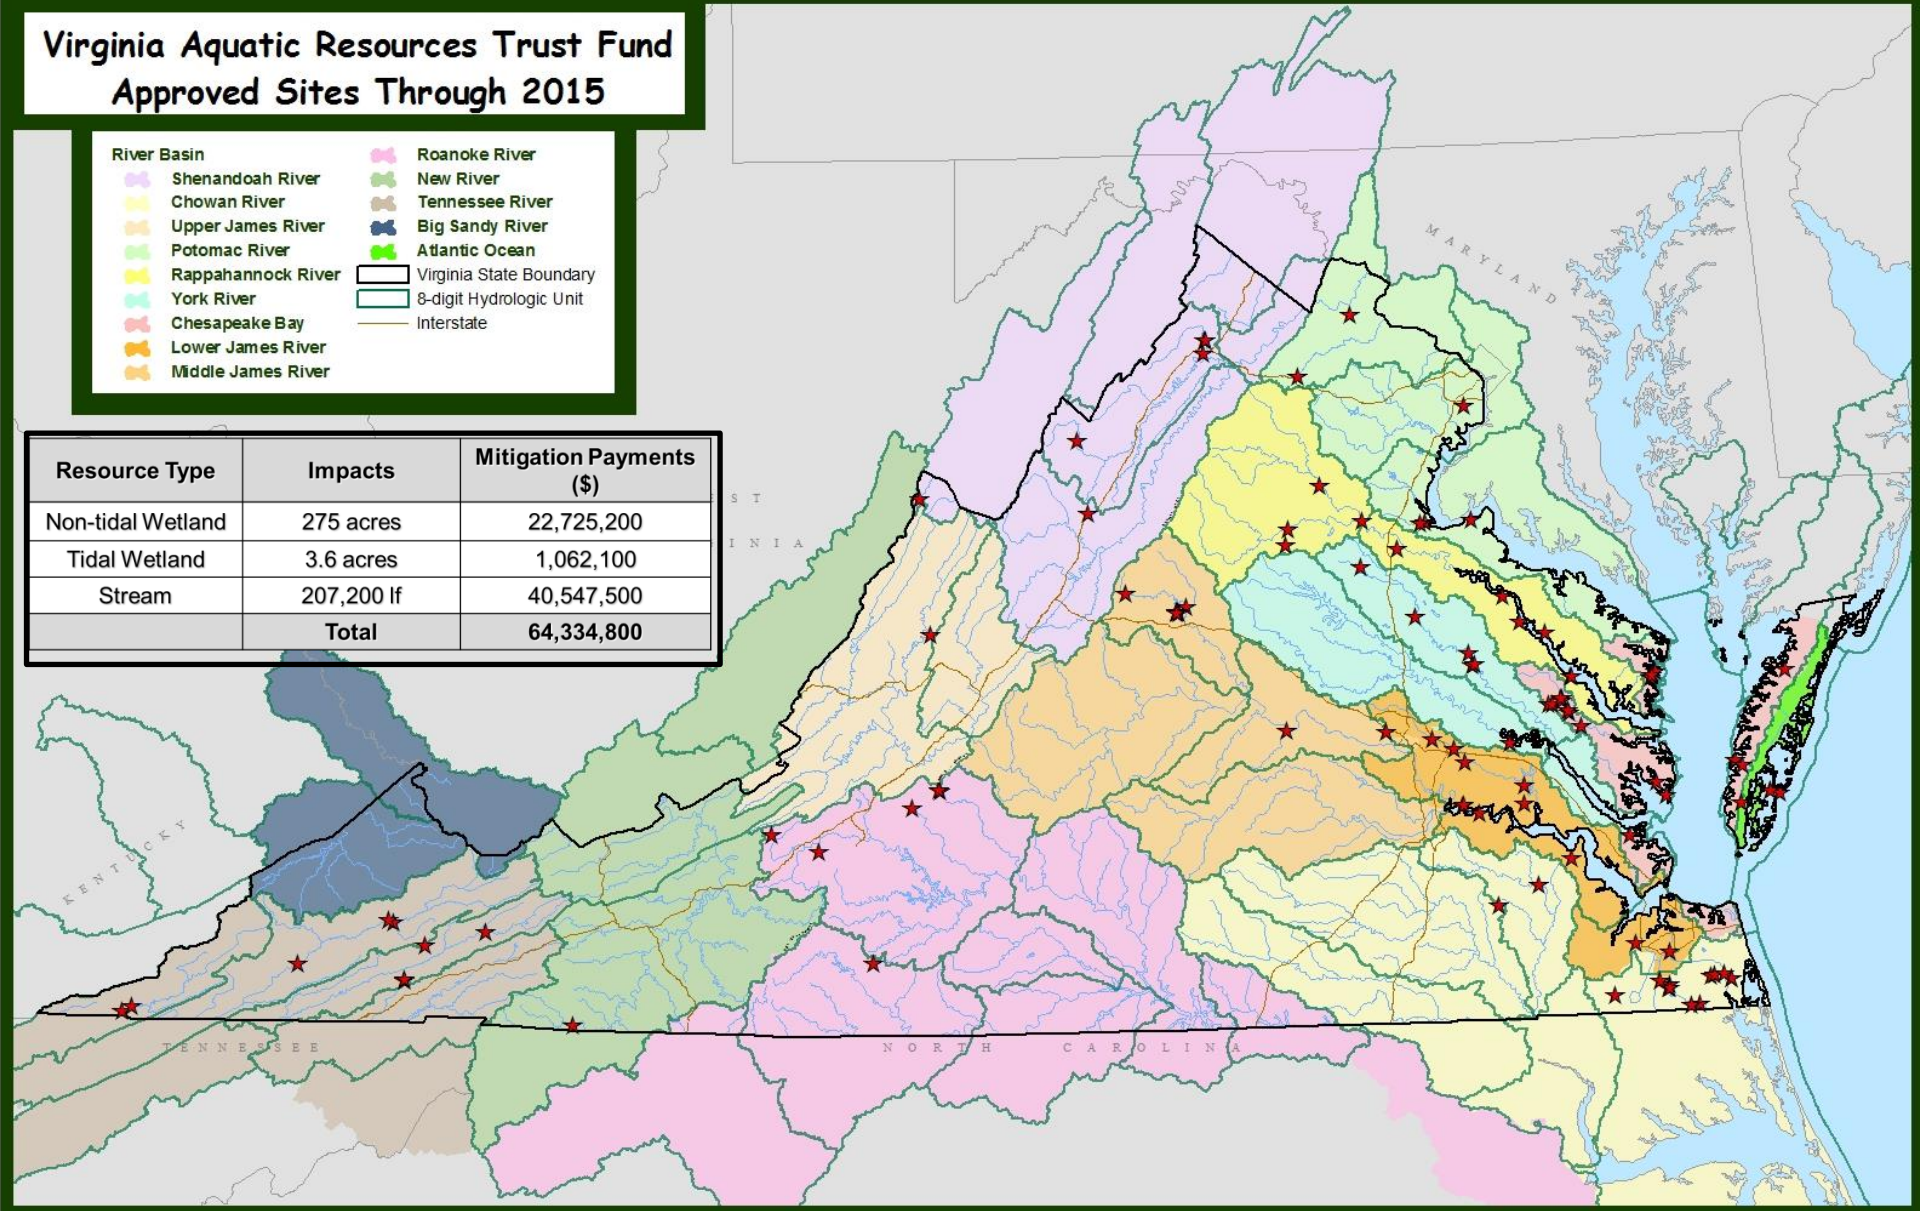 Virginia Aquatic Resources Trust Fund
Approved Sites Through 2015
River Basin
Shenandoah River
Chowan River
Upper James River
Potomac River
Rappahannock River
York River
Chesapeake Bay
Lower James River
Middle James River
Roanoke River
New River
Tennessee River
Big Sandy River
Atlantic Ocean
Virginia State Boundary
8-digit Hydrologic Unit
Interstate
Resource Type Impacts Mitigation Payments
($)
Non-tidal Wetland 275 acres 22,725,200
Tidal Wetland 3.6 acres 1,062,100
Stream 207,200 lf 40,547,500
Total 64,334,800
MARYLAND
ST
INIA
KENTUCKY
TENNESSEE
NORTH CAROLINA